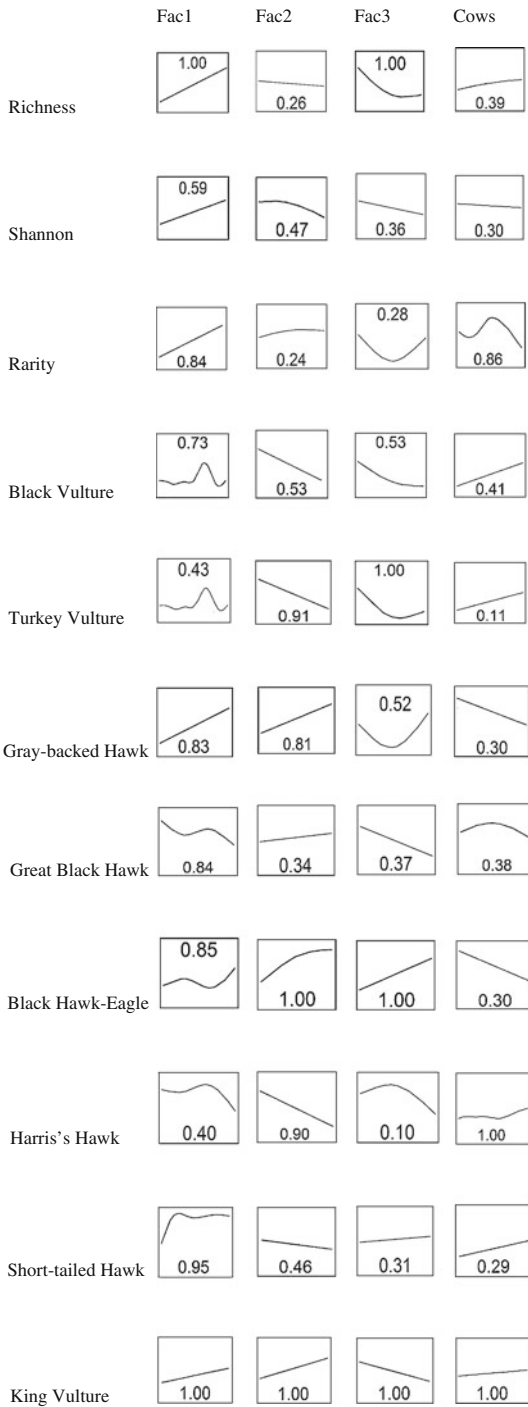 Fac1 Fac2 Fac3 Cows
Richness 1.00 0.26 1.00 0.39
Shannon 0.59 0.47 0.36 0.30
Rarity 0.84 0.24 0.28 0.86
Black Vulture 0.73 0.53 0.53 0.41
Turkey Vulture 0.43 0.91 1.00 0.11
Gray-backed Hawk 0.83 0.81 0.52 0.30
Great Black Hawk 0.84 0.34 0.37 0.38
Black Hawk-Eagle 0.85 1.00 1.00 0.30
Harris's Hawk 0.40 0.90 0.10 1.00
Short-tailed Hawk 0.95 0.46 0.31 0.29
King Vulture 1.00 1.00 1.00 1.00